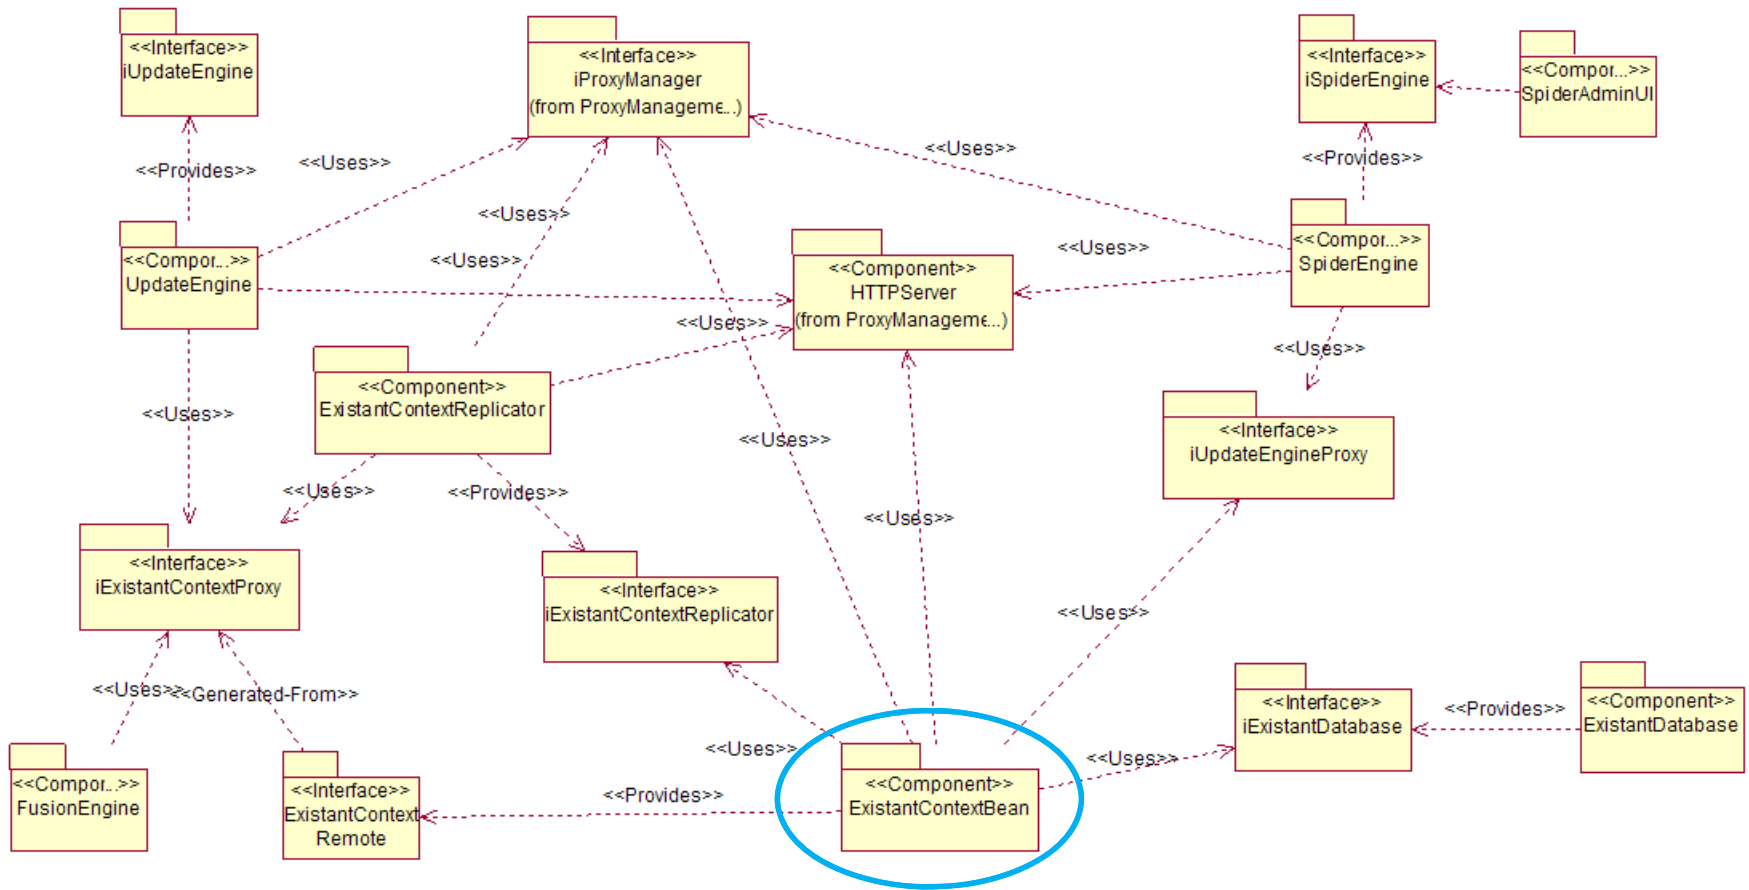 <<Interface>>
iUpdateEngine
<<Interface>>
iProxyManager
(from ProxyManageme...)
<<Interface>>
iSpiderEngine
<<Compor...>>
SpiderAdminUI
<<Provides>>
<<Uses>>
<<Uses>>
<<Provides>>
<<Uses>>
<<Uses>>
<<Uses>>
<<Compor...>>
UpdateEngine
<<Component>>
HTTPServer
(from ProxyManageme...)
<<Compor...>>
SpiderEngine
<<Uses>>
<<Uses>>
<<Component>>
ExistantContextReplicator
<<Uses>>
<<Uses>>
<<Interface>>
iUpdateEngineProxy
<<Uses>>
<<Provides>>
<<Uses>>
<<Interface>>
iExistantContextProxy
<<Interface>>
iExistantContextReplicator
<<Uses>>
<<Uses>>
<<Generated-From>>
<<Interface>>
iExistantDatabase
<<Provides>>
<<Component>>
ExistantDatabase
<<Uses>>
<<Uses>>
<<Compor...>>
FusionEngine
<<Interface>>
ExistantContext
Remote
<<Provides>>
<<Component>>
ExistantContextBean